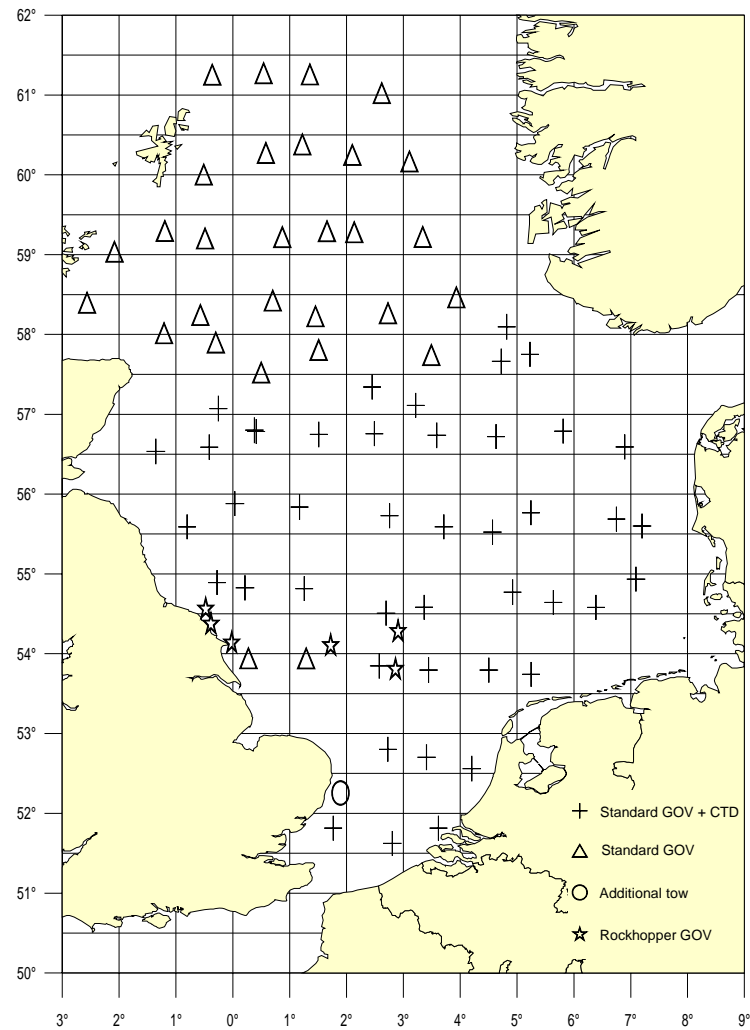 62°
61°
60°
59°
58°
57°
56°
55°
54°
53°
52°
51°
50°
Standard GOV + CTD
Standard GOV
Additional tow
Rockhopper GOV
3° 2° 1° 0° 1° 2° 3° 4° 5° 6° 7° 8° 9°